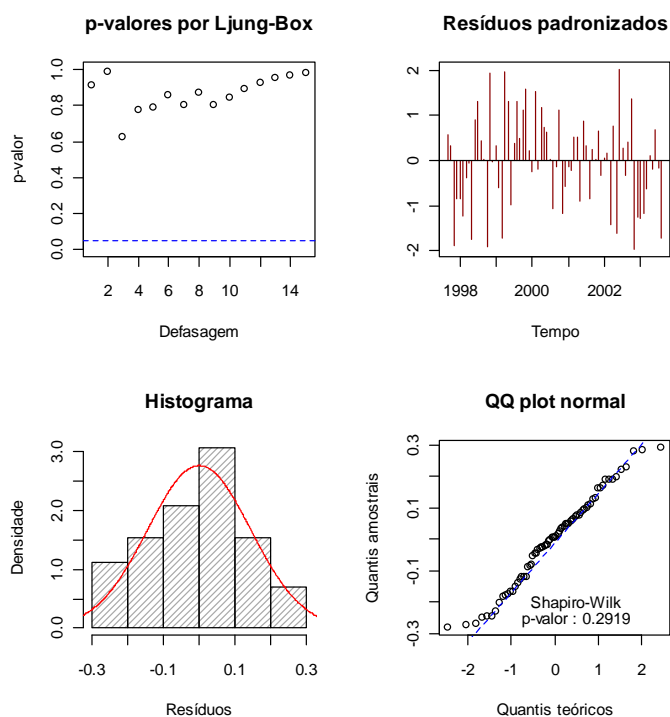 p-valores por Ljung-Box
p-valor
0.0 0.2 0.4 0.6 0.8 1.0
2 4 6 8 10 14
Defasagem
Resíduos padronizados
-2 -1 0 1 2
1998 2000 2002
Tempo
Histograma
Densidade
0.0 1.0 2.0 3.0
-0.3 -0.1 0.1 0.3
Resíduos
QQ plot normal
Quantis amostrais
-0.3 -0.1 0.1 0.3
Shapiro-Wilk
p-valor : 0.2919
-2 -1 0 1 2
Quantis teóricos